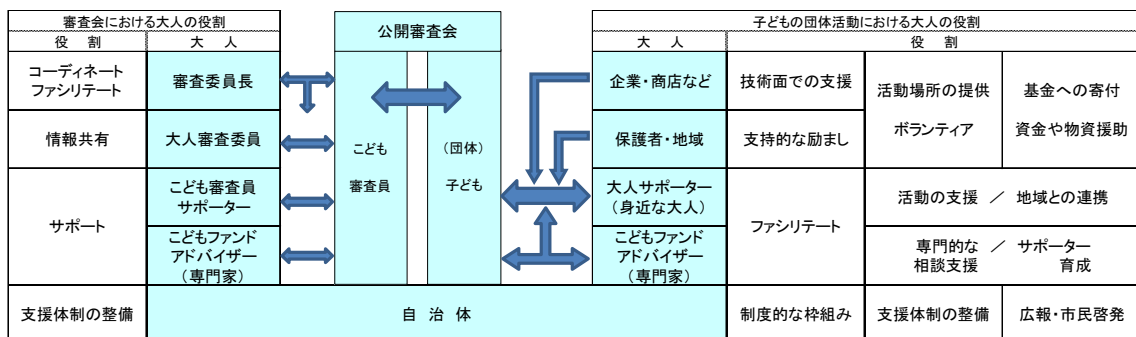 審査会における大人の役割
役 割
大 人
コーディネート
ファシリテート
審査委員長
情報共有
大人審査委員
サポート
こども審査員
サポーター
こどもファンド
アドバイザー
(専門家)
支援体制の整備
自 治 体
公開審査会
こども
審査員
(団体)
子ども
子どもの団体活動における大人の役割
大 人
役 割
企業・商店など
技術面での支援
保護者・地域
支持的な励まし
活動場所の提供
ボランティア
基金への寄付
資金や物資援助
大人サポーター
(身近な大人)
ファシリテート
活動の支援 / 地域との連携
こどもファンド
アドバイザー
(専門家)
専門的な / サポーター
相談支援 育成
制度的な枠組み
支援体制の整備
広報・市民啓発